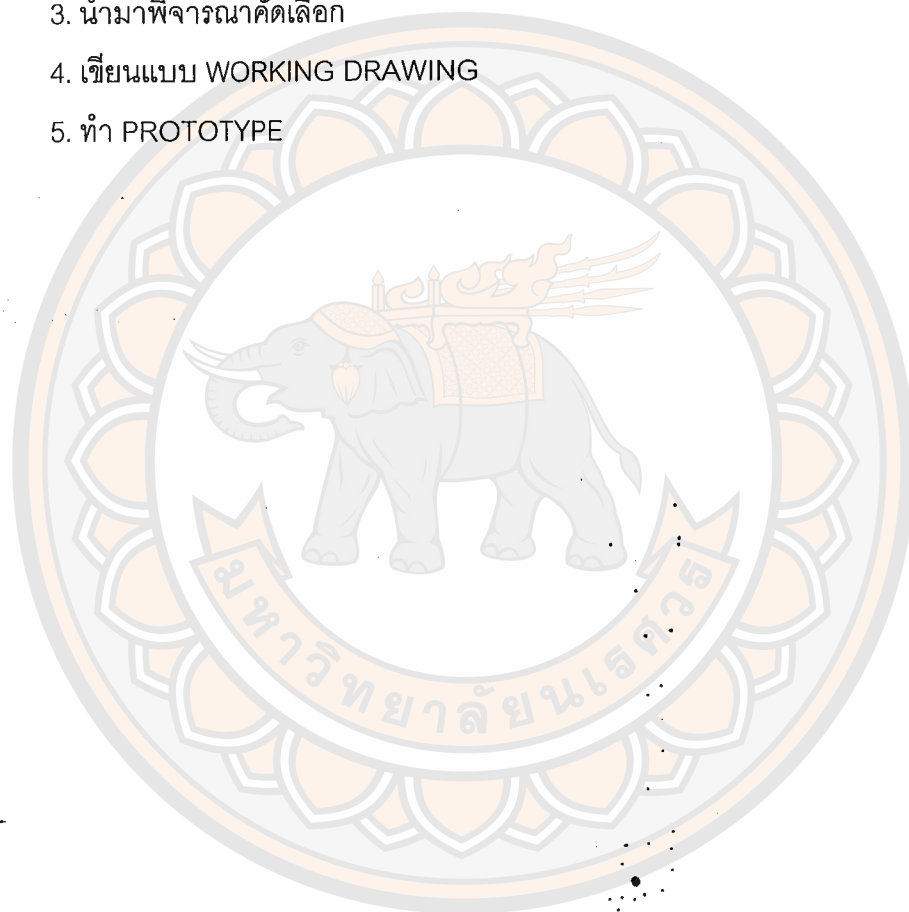 3. นำมาพิจารณาคัดเลือก
4. เขียนแบบ WORKING DRAWING
5. ทำ PROTOTYPE
มหาวิทยาลัยนเรศวร